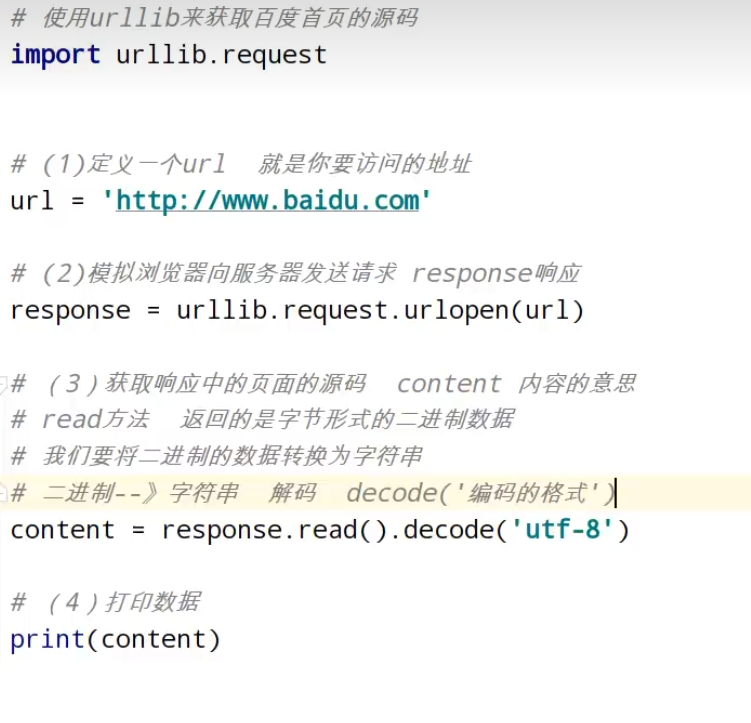 # 使用urllib来获取百度首页的源码
import urllib.request
# (1)定义一个url  就是你要访问的地址
url = 'http://www.baidu.com'
# (2)模拟浏览器向服务器发送请求 response响应
response = urllib.request.urlopen(url)
# （3）获取响应中的页面的源码  content 内容的意思
# read方法  返回的是字节形式的二进制数据
# 我们要将二进制的数据转换为字符串
# 二进制--》字符串  解码  decode('编码的格式')
content = response.read().decode('utf-8')
# （4）打印数据
print(content)